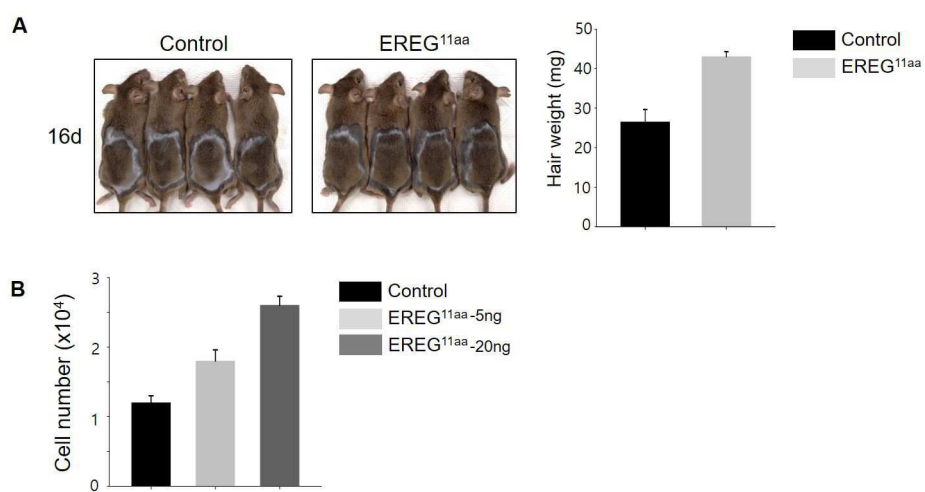 A
Control
EREG¹¹ᵃᵃ
16d
Hair weight (mg)
50
40
30
20
10
0
Control
EREG¹¹ᵃᵃ
B
Cell number (x10⁴)
3
2
1
0
Control
EREG¹¹ᵃᵃ-5ng
EREG¹¹ᵃᵃ-20ng